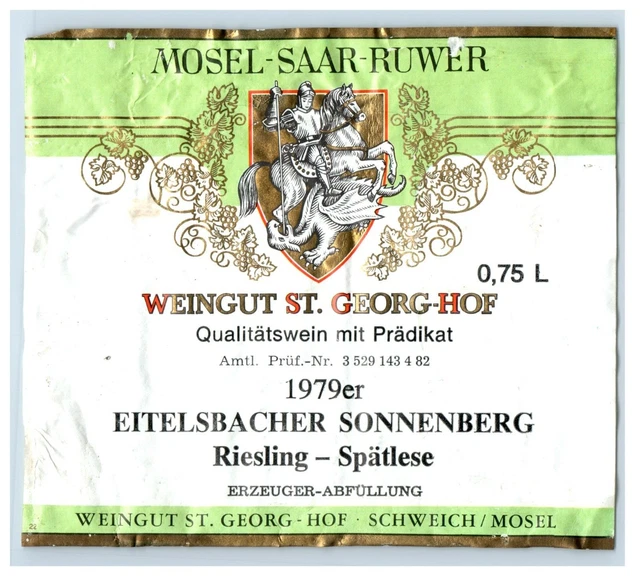 MOSEL-SAAR-RUWER
0,75 L
WEINGUT ST. GEORG-HOF
Qualitätswein mit Prädikat
Amtl. Prüf.-Nr. 3 529 143 4 82
1979er
EITELSBACHER SONNENBERG
Riesling – Spätlese
ERZEUGER-ABFÜLLUNG
WEINGUT ST. GEORG-HOF · SCHWEICH/MOSEL